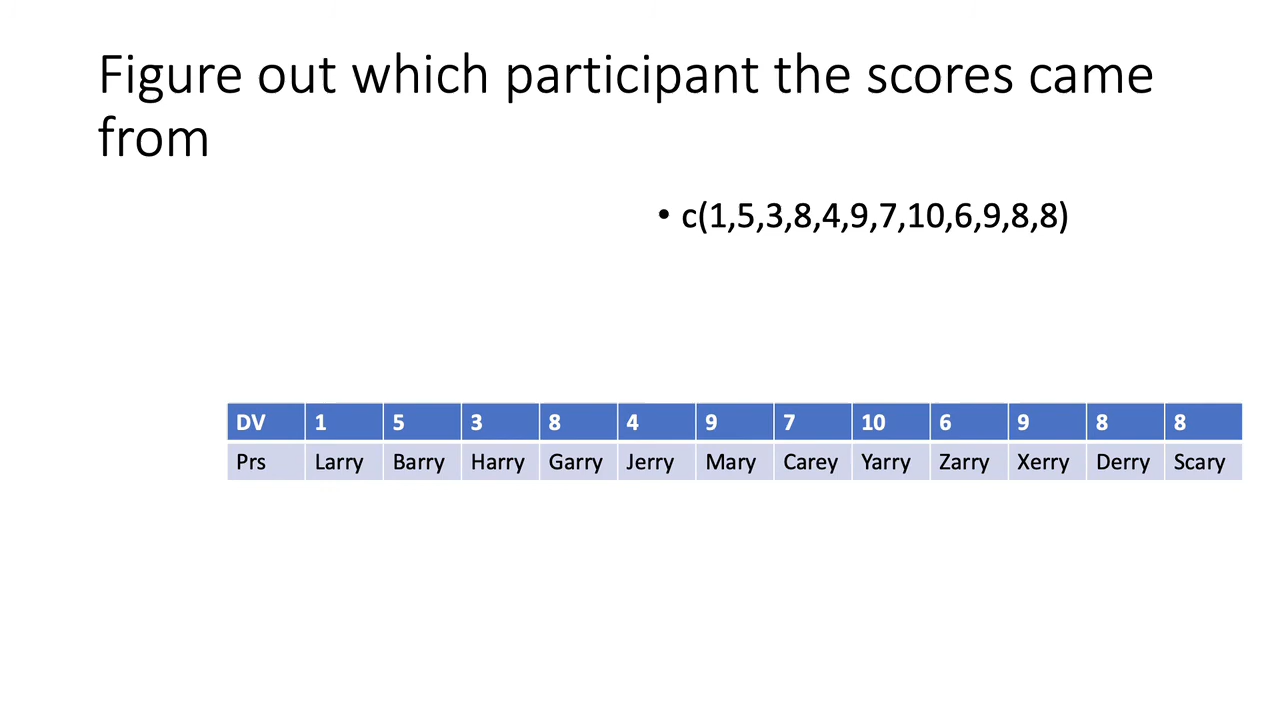 Figure out which participant the scores came
from
• c(1,5,3,8,4,9,7,10,6,9,8,8)
DV 1 5 3 8 4 9 7 10 6 9 8 8
Prs Larry Barry Harry Garry Jerry Mary Carey Yarry Zarry Xerry Derry Scary